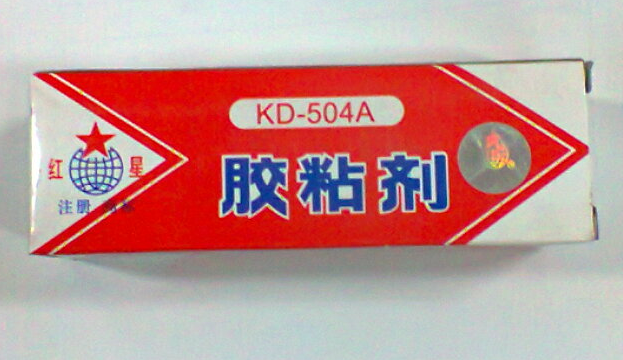 KD-504A
红 星
注册
胶粘剂